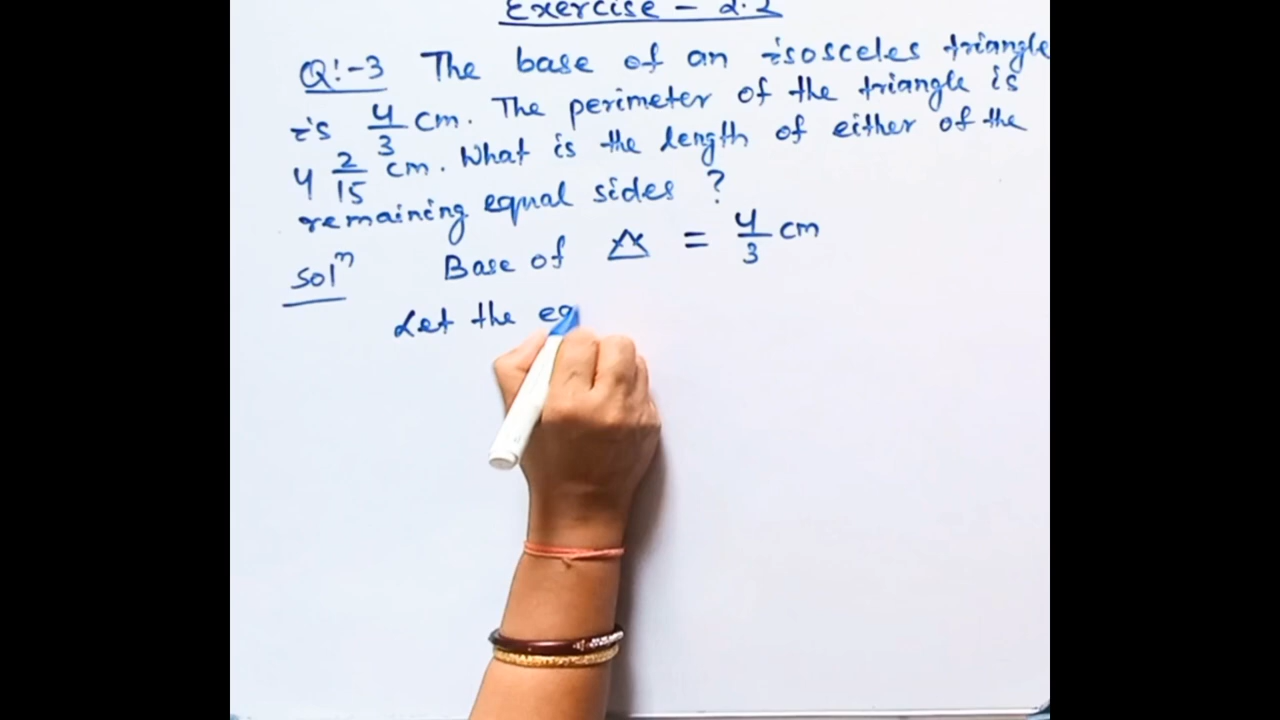 Exercise - 2.2
Q:-3 The base of an isosceles triangle
is 4/3 cm. The perimeter of the triangle is
4 2/15 cm. What is the length of either of the
remaining equal sides ?
Solⁿ Base of △ = 4/3 cm
Let the eq